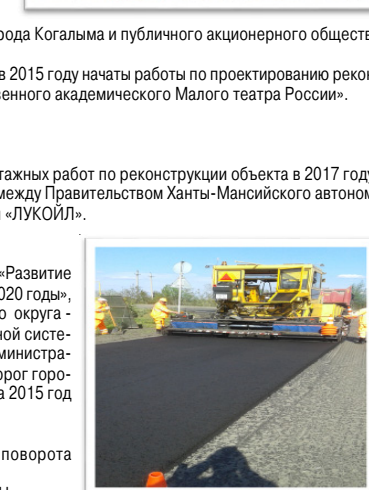 рода Когалыма и публичного акционерного обществ
в 2015 году начаты работы по проектированию рекон
венного академического Малого театра России».
тажных работ по реконструкции объекта в 2017 году
между Правительством Ханты-Мансийского автоном
«ЛУКОЙЛ».
«Развитие
020 годы»,
о округа -
ной систе-
министра-
орог горо-
а 2015 год
поворота